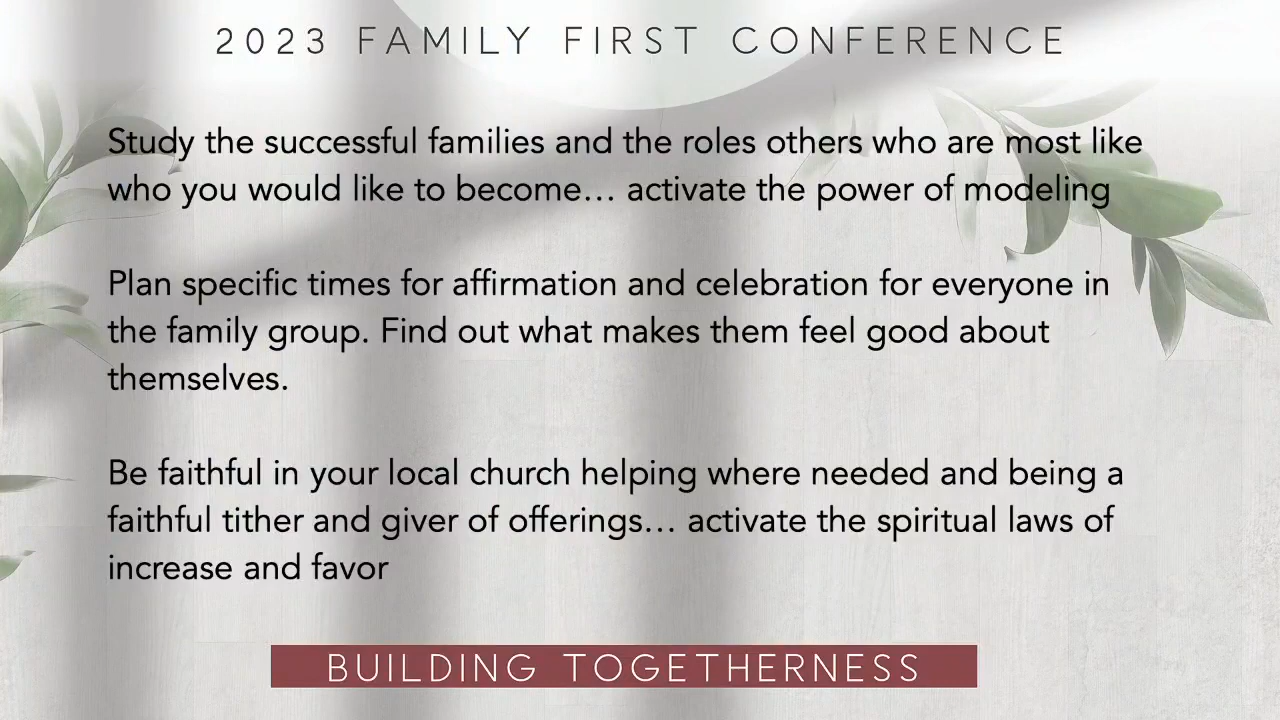 2023 FAMILY FIRST CONFERENCE
Study the successful families and the roles others who are most like
who you would like to become… activate the power of modeling
Plan specific times for affirmation and celebration for everyone in
the family group. Find out what makes them feel good about
themselves.
Be faithful in your local church helping where needed and being a
faithful tither and giver of offerings… activate the spiritual laws of
increase and favor
BUILDING TOGETHERNESS